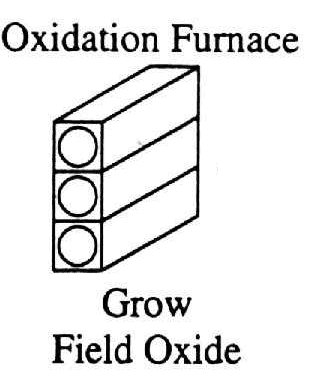 Oxidation Furnace
Grow
Field Oxide